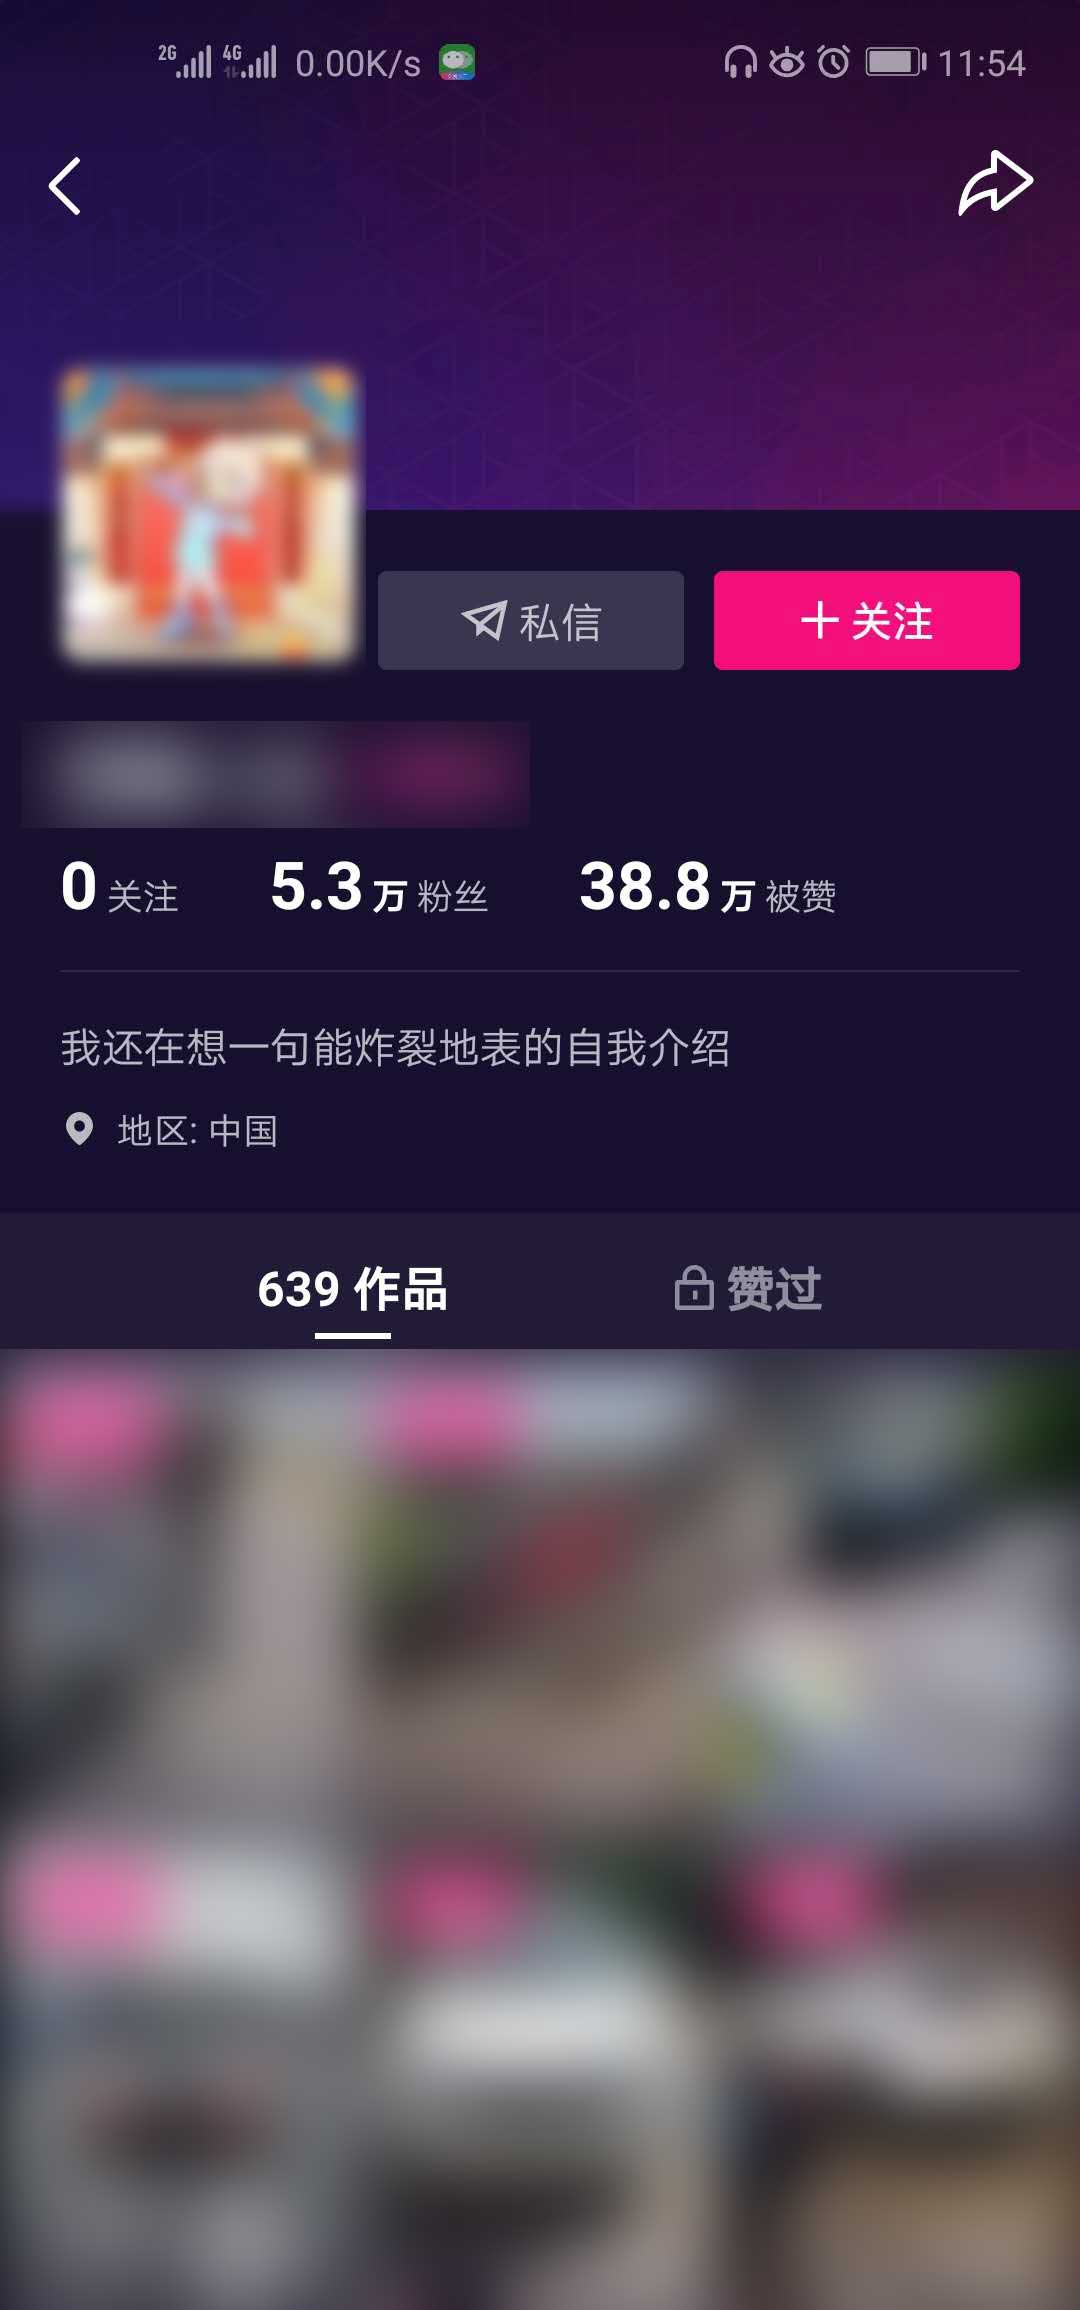 2G 4G 0.00K/s 11:54
私信 关注
0 关注 5.3 万 粉丝 38.8 万 被赞
我还在想一句能炸裂地表的自我介绍
地区: 中国
639 作品 赞过